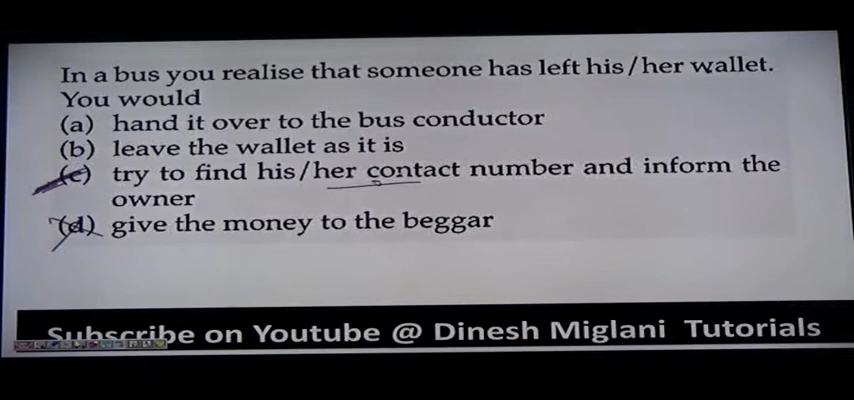 In a bus you realise that someone has left his/her wallet.
You would
(a) hand it over to the bus conductor
(b) leave the wallet as it is
(c) try to find his/her contact number and inform the
owner
(d) give the money to the beggar
Subscribe on Youtube @ Dinesh Miglani Tutorials